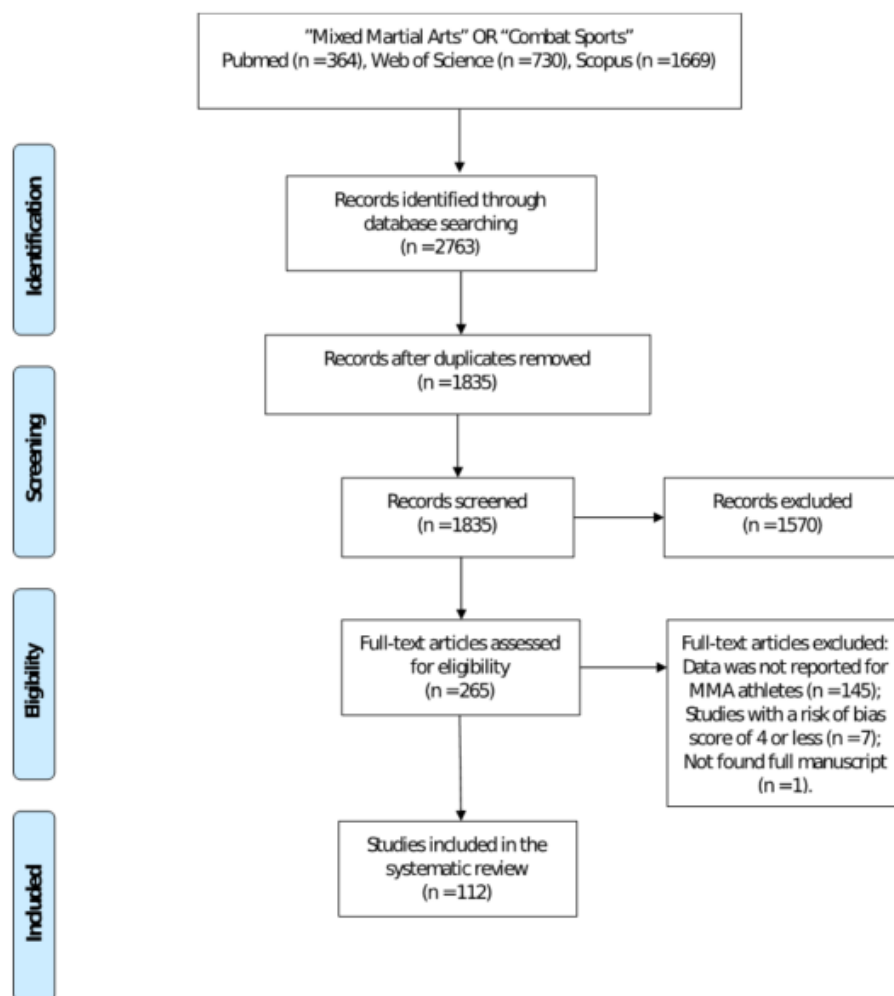 "Mixed Martial Arts" OR "Combat Sports"
Pubmed (n = 364), Web of Science (n = 730), Scopus (n = 1669)
Identification
Records identified through
database searching
(n = 2763)
Records after duplicates removed
(n = 1835)
Screening
Records screened
(n = 1835)
Records excluded
(n = 1570)
Eligibility
Full-text articles assessed
for eligibility
(n = 265)
Full-text articles excluded:
Data was not reported for
MMA athletes (n = 145);
Studies with a risk of bias
score of 4 or less (n = 7);
Not found full manuscript
(n = 1).
Included
Studies included in the
systematic review
(n = 112)